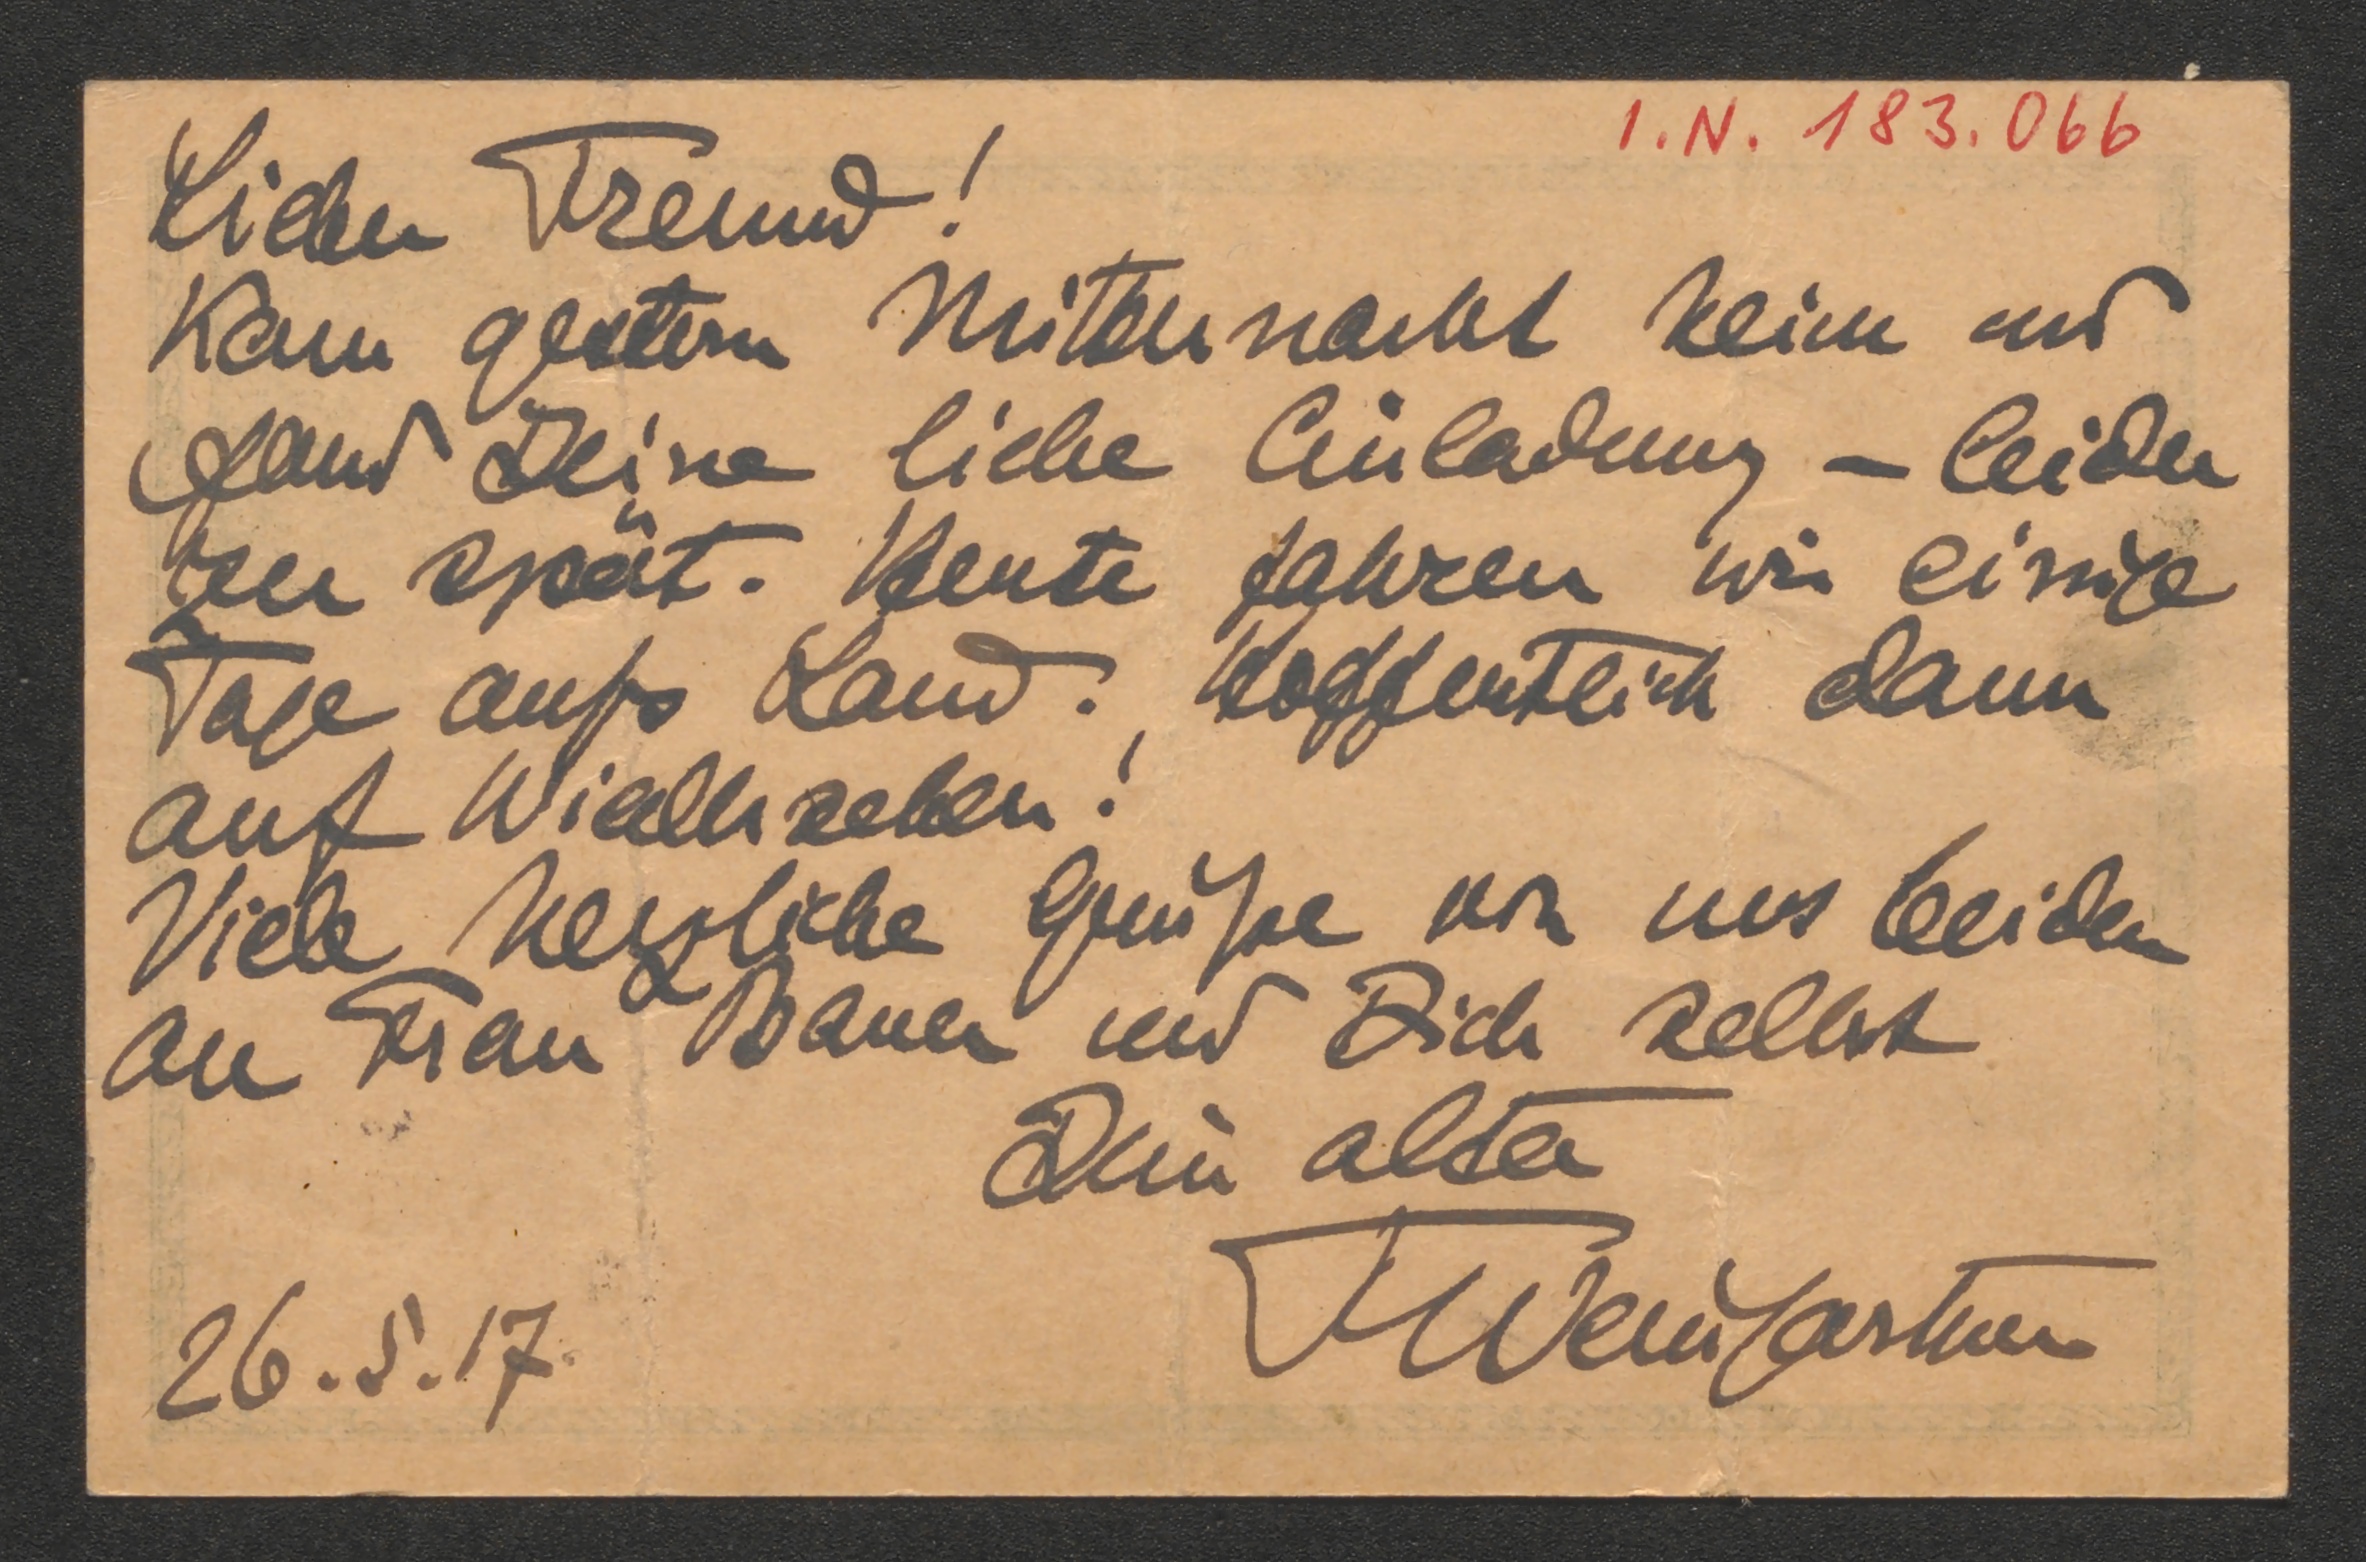 I.N. 183.066
Lieber Freund!
Kam gestern Mitternacht heim und
fand Deine liebe Einladung – leider
zu spät. Heute fahren wir einige
Tage aufs Land. Hoffentlich dann
auf Wiedersehen!
Viele herzliche Grüße von uns beiden
an Frau Bauer und Dich selbst
Dein alter
FWeingartner
26.5.17.